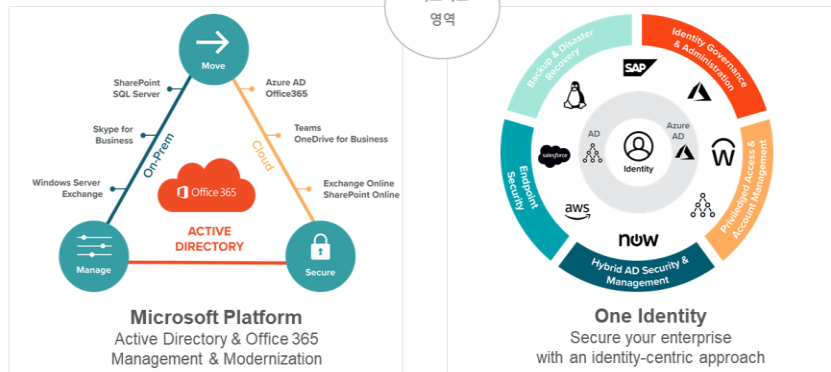 영역
Move
SharePoint
SQL Server
Azure AD
Office365
Skype for
Business
Teams
OneDrive for Business
On-Prem
Cloud
Windows Server
Exchange
Office 365
Exchange Online
SharePoint Online
ACTIVE
DIRECTORY
Manage
Secure
Microsoft Platform
Active Directory & Office 365
Management & Modernization
Backup & Disaster
Recovery
Identity Governance
& Administration
SAP
salesforce
AD
Identity
Azure
AD
W
aws
now
Endpoint
Security
Priviledged Access &
Account Management
Hybrid AD Security &
Management
One Identity
Secure your enterprise
with an identity-centric approach